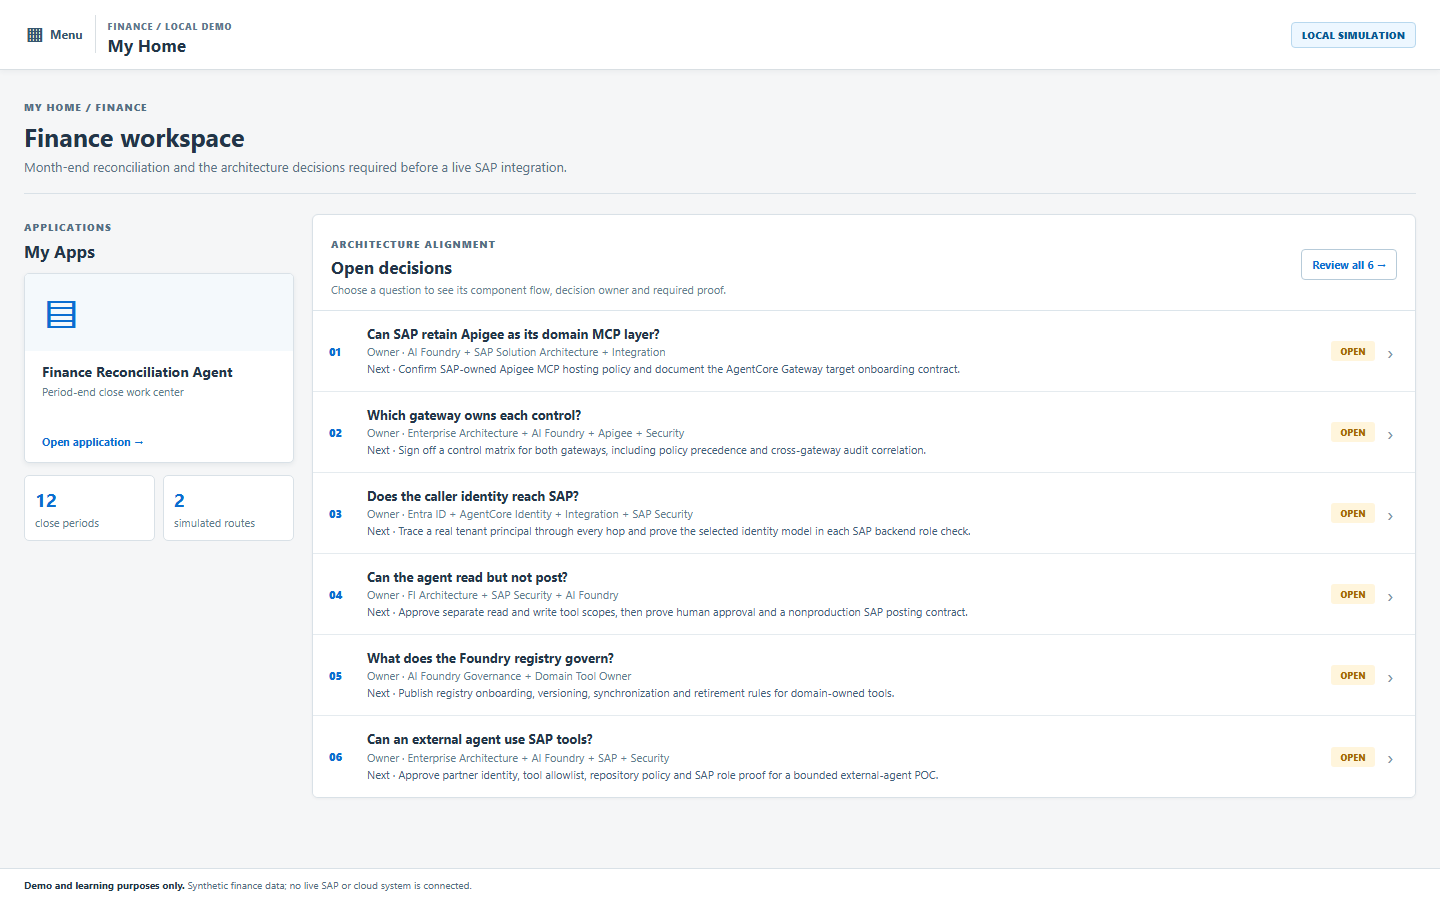 Menu
FINANCE / LOCAL DEMO
My Home
LOCAL SIMULATION
MY HOME / FINANCE
Finance workspace
Month-end reconciliation and the architecture decisions required before a live SAP integration.
APPLICATIONS
My Apps
Finance Reconciliation Agent
Period-end close work center
Open application →
12
close periods
2
simulated routes
ARCHITECTURE ALIGNMENT
Open decisions
Choose a question to see its component flow, decision owner and required proof.
Review all 6 →
01
Can SAP retain Apigee as its domain MCP layer?
Owner · AI Foundry + SAP Solution Architecture + Integration
Next · Confirm SAP-owned Apigee MCP hosting policy and document the AgentCore Gateway target onboarding contract.
OPEN
02
Which gateway owns each control?
Owner · Enterprise Architecture + AI Foundry + Apigee + Security
Next · Sign off a control matrix for both gateways, including policy precedence and cross-gateway audit correlation.
OPEN
03
Does the caller identity reach SAP?
Owner · Entra ID + AgentCore Identity + Integration + SAP Security
Next · Trace a real tenant principal through every hop and prove the selected identity model in each SAP backend role check.
OPEN
04
Can the agent read but not post?
Owner · FI Architecture + SAP Security + AI Foundry
Next · Approve separate read and write tool scopes, then prove human approval and a nonproduction SAP posting contract.
OPEN
05
What does the Foundry registry govern?
Owner · AI Foundry Governance + Domain Tool Owner
Next · Publish registry onboarding, versioning, synchronization and retirement rules for domain-owned tools.
OPEN
06
Can an external agent use SAP tools?
Owner · Enterprise Architecture + AI Foundry + SAP + Security
Next · Approve partner identity, tool allowlist, repository policy and SAP role proof for a bounded external-agent POC.
OPEN
Demo and learning purposes only. Synthetic finance data; no live SAP or cloud system is connected.